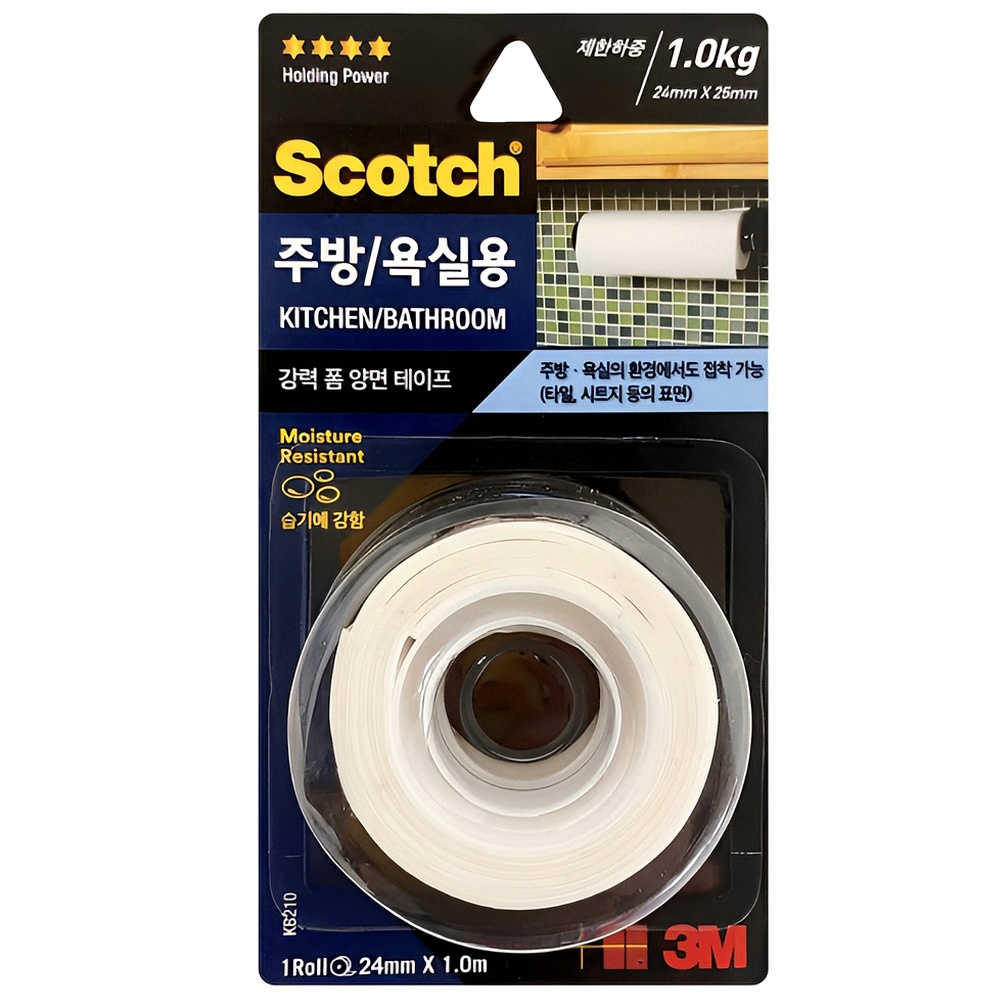 Holding Power
제한하중
1.0kg
24mm X 25mm
Scotch
주방/욕실용
KITCHEN/BATHROOM
강력 폼 양면 테이프
주방 · 욕실의 환경에서도 접착 가능
(타일, 시트지 등의 표면)
Moisture
Resistant
습기에 강함
K6210
1Roll 24mm X 1.0m
3M